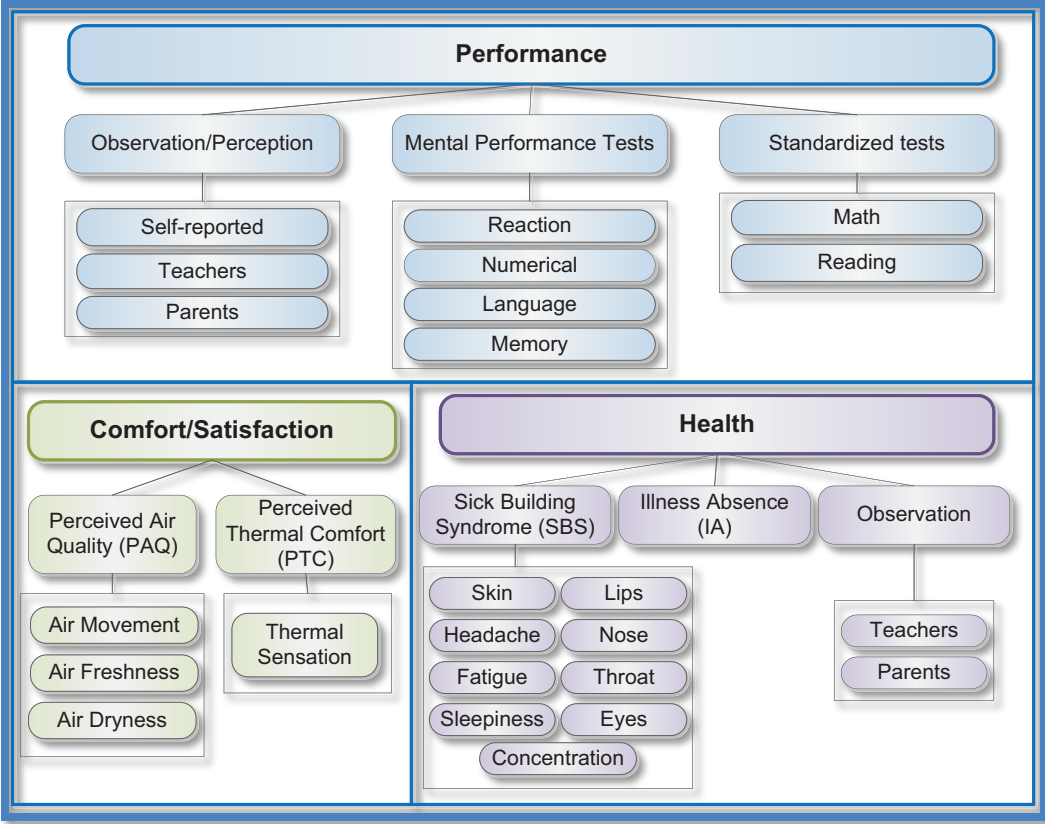 Performance
Observation/Perception
Mental Performance Tests
Standardized tests
Self-reported
Teachers
Parents
Reaction
Numerical
Language
Memory
Math
Reading
Comfort/Satisfaction
Perceived Air
Quality (PAQ)
Perceived
Thermal Comfort
(PTC)
Air Movement
Air Freshness
Air Dryness
Thermal
Sensation
Health
Sick Building
Syndrome (SBS)
Illness Absence
(IA)
Observation
Skin
Lips
Headache
Nose
Fatigue
Throat
Sleepiness
Eyes
Concentration
Teachers
Parents